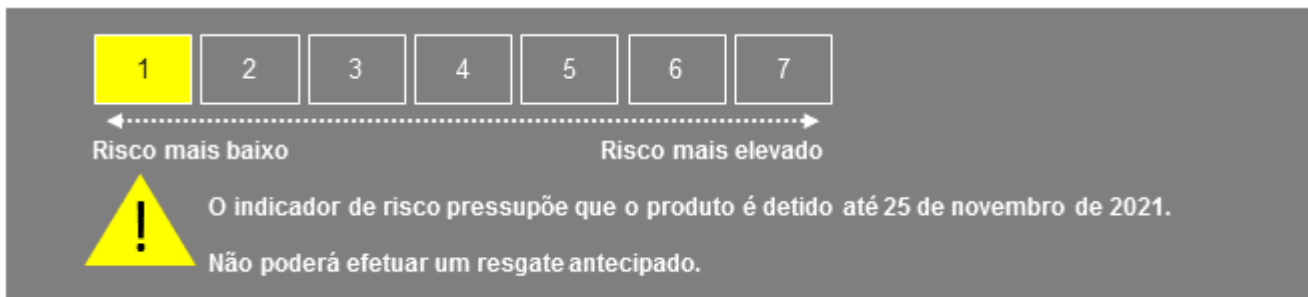 1 2 3 4 5 6 7
Risco mais baixo Risco mais elevado
! O indicador de risco pressupõe que o produto é detido até 25 de novembro de 2021.
Não poderá efetuar um resgate antecipado.